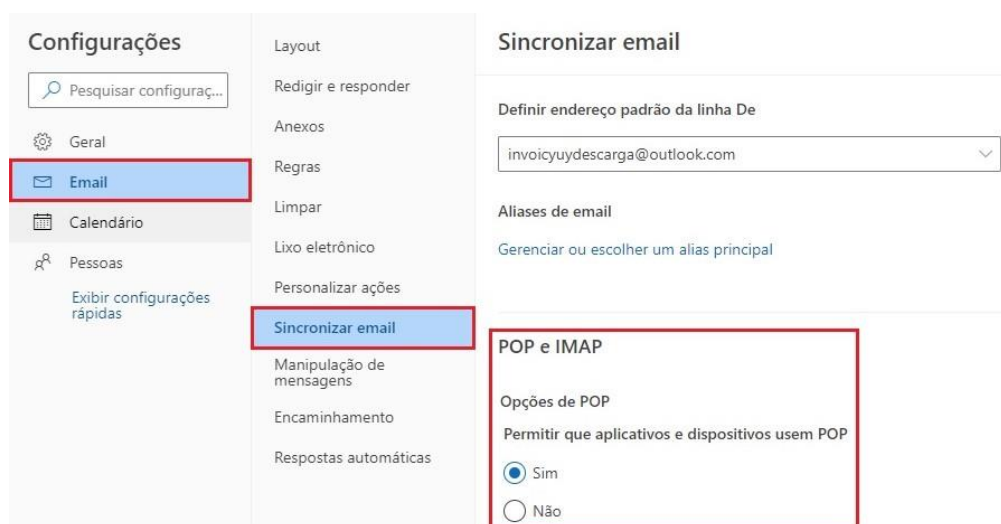 Configurações
Pesquisar configuraç...
Geral
Email
Calendário
Pessoas
Exibir configurações
rápidas
Layout
Redigir e responder
Anexos
Regras
Limpar
Lixo eletrônico
Personalizar ações
Sincronizar email
Manipulação de
mensagens
Encaminhamento
Respostas automáticas
Sincronizar email
Definir endereço padrão da linha De
invoicyuydescarga@outlook.com
Aliases de email
Gerenciar ou escolher um alias principal
POP e IMAP
Opções de POP
Permitir que aplicativos e dispositivos usem POP
Sim
Não